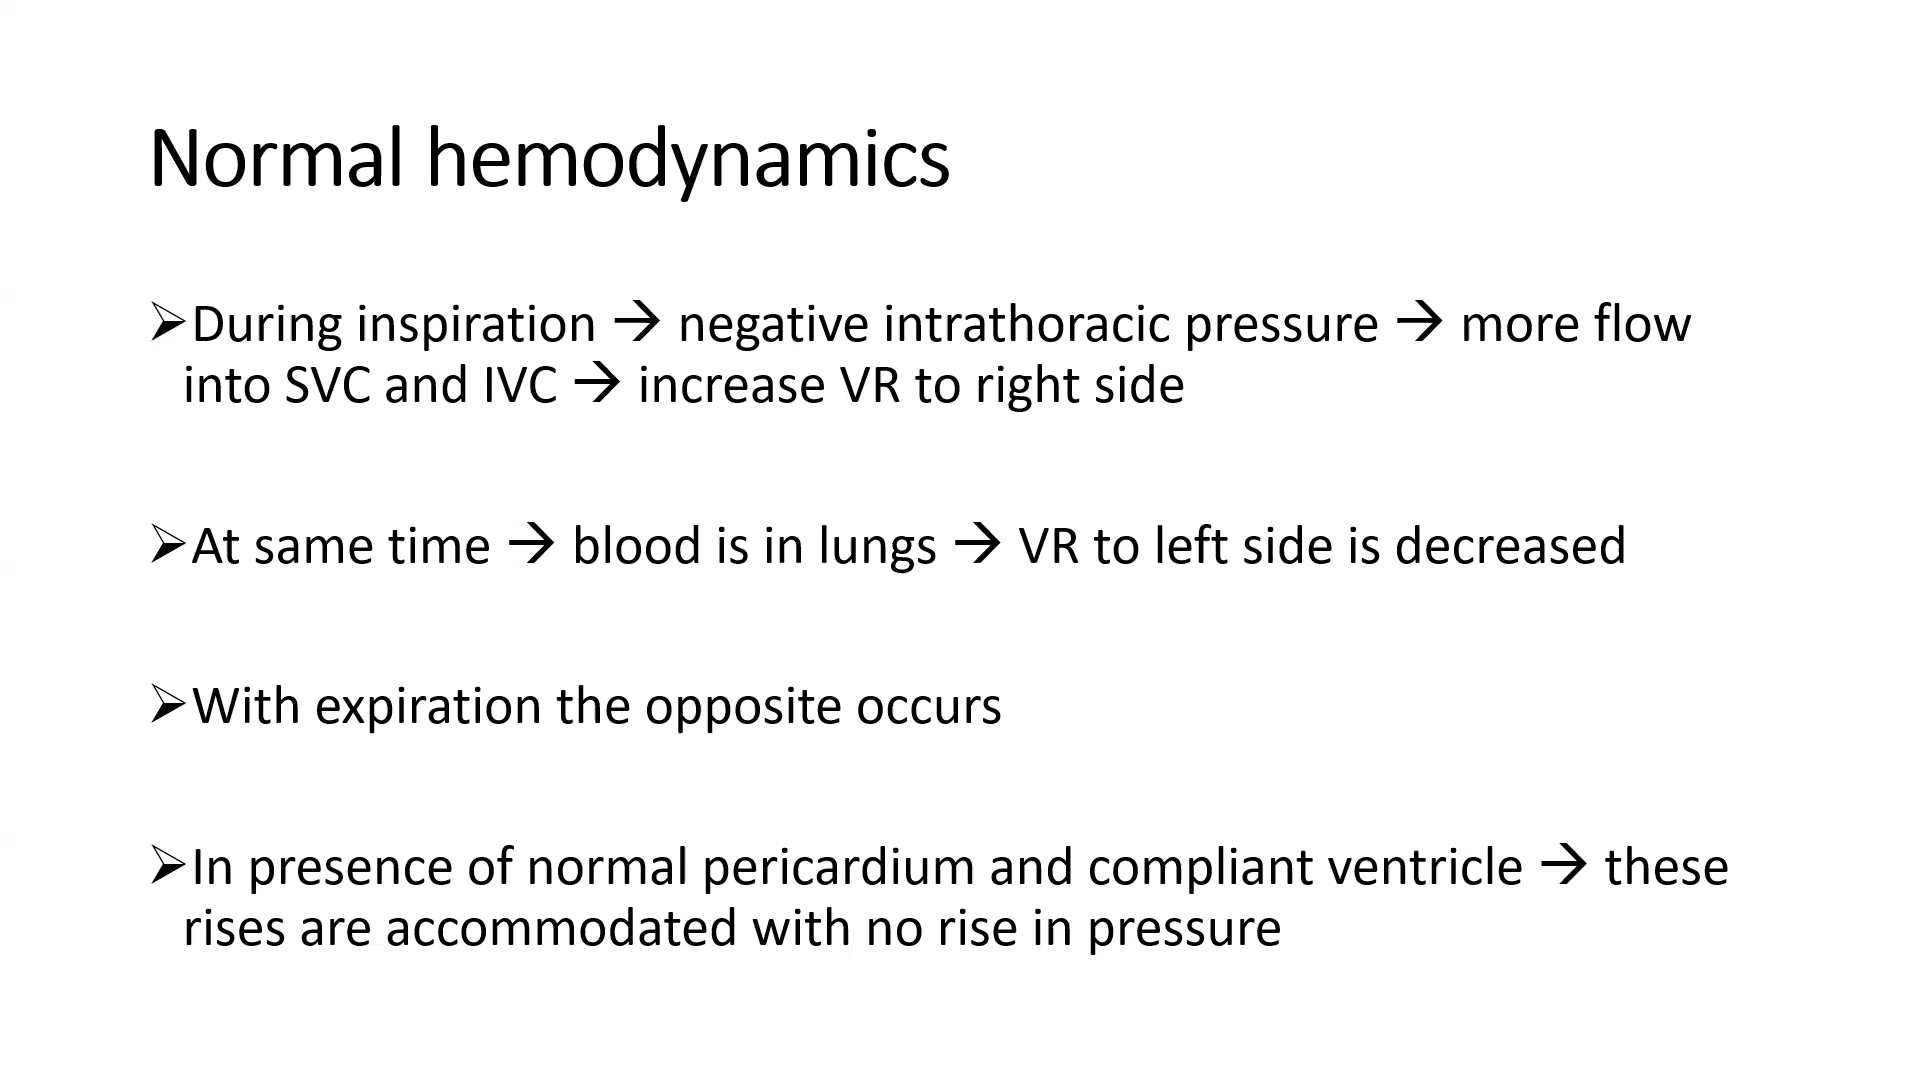 Normal hemodynamics
➢During inspiration → negative intrathoracic pressure → more flow
into SVC and IVC → increase VR to right side
➢At same time → blood is in lungs → VR to left side is decreased
➢With expiration the opposite occurs
➢In presence of normal pericardium and compliant ventricle → these
rises are accommodated with no rise in pressure